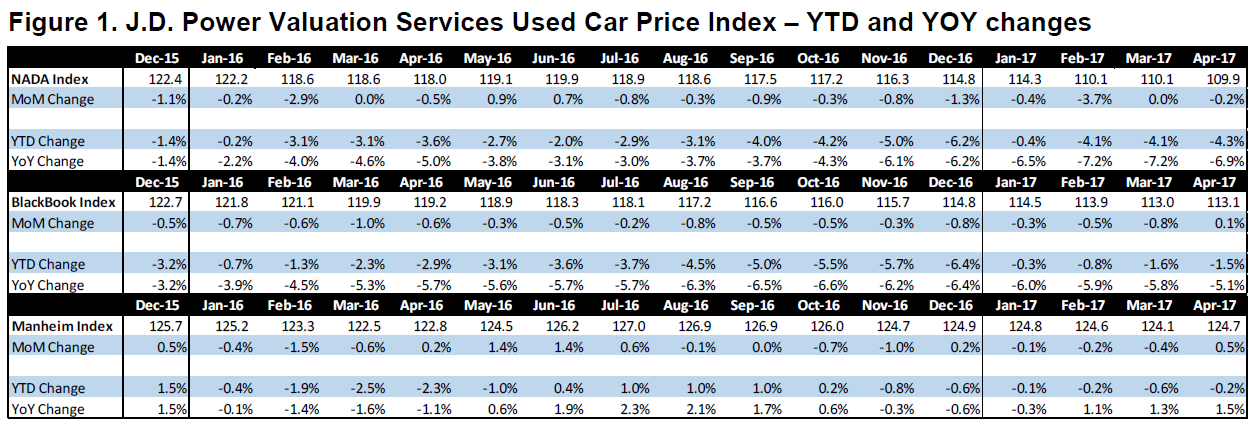 Figure 1. J.D. Power Valuation Services Used Car Price Index – YTD and YOY changes
Dec-15 Jan-16 Feb-16 Mar-16 Apr-16 May-16 Jun-16 Jul-16 Aug-16 Sep-16 Oct-16 Nov-16 Dec-16 Jan-17 Feb-17 Mar-17 Apr-17
NADA Index 122.4 122.2 118.6 118.6 118.0 119.1 119.9 118.9 118.6 117.5 117.2 116.3 114.8 114.3 110.1 110.1 109.9
MoM Change -1.1% -0.2% -2.9% 0.0% -0.5% 0.9% 0.7% -0.8% -0.3% -0.9% -0.3% -0.8% -1.3% -0.4% -3.7% 0.0% -0.2%
YTD Change -1.4% -0.2% -3.1% -3.1% -3.6% -2.7% -2.0% -2.9% -3.1% -4.0% -4.2% -5.0% -6.2% -0.4% -4.1% -4.1% -4.3%
YoY Change -1.4% -2.2% -4.0% -4.6% -5.0% -3.8% -3.1% -3.0% -3.7% -3.7% -4.3% -6.1% -6.2% -6.5% -7.2% -7.2% -6.9%
Dec-15 Jan-16 Feb-16 Mar-16 Apr-16 May-16 Jun-16 Jul-16 Aug-16 Sep-16 Oct-16 Nov-16 Dec-16 Jan-17 Feb-17 Mar-17 Apr-17
BlackBook Index 122.7 121.8 121.1 119.9 119.2 118.9 118.3 118.1 117.2 116.6 116.0 115.7 114.8 114.5 113.9 113.0 113.1
MoM Change -0.5% -0.7% -0.6% -1.0% -0.6% -0.3% -0.5% -0.2% -0.8% -0.5% -0.5% -0.3% -0.8% -0.3% -0.5% -0.8% 0.1%
YTD Change -3.2% -0.7% -1.3% -2.3% -2.9% -3.1% -3.6% -3.7% -4.5% -5.0% -5.5% -5.7% -6.4% -0.3% -0.8% -1.6% -1.5%
YoY Change -3.2% -3.9% -4.5% -5.3% -5.7% -5.6% -5.7% -5.7% -6.3% -6.5% -6.6% -6.2% -6.4% -6.0% -5.9% -5.8% -5.1%
Dec-15 Jan-16 Feb-16 Mar-16 Apr-16 May-16 Jun-16 Jul-16 Aug-16 Sep-16 Oct-16 Nov-16 Dec-16 Jan-17 Feb-17 Mar-17 Apr-17
Manheim Index 125.7 125.2 123.3 122.5 122.8 124.5 126.2 127.0 126.9 126.9 126.0 124.7 124.9 124.8 124.6 124.1 124.7
MoM Change 0.5% -0.4% -1.5% -0.6% 0.2% 1.4% 1.4% 0.6% -0.1% 0.0% -0.7% -1.0% 0.2% -0.1% -0.2% -0.4% 0.5%
YTD Change 1.5% -0.4% -1.9% -2.5% -2.3% -1.0% 0.4% 1.0% 1.0% 1.0% 0.2% -0.8% -0.6% -0.1% -0.2% -0.6% -0.2%
YoY Change 1.5% -0.1% -1.4% -1.6% -1.1% 0.6% 1.9% 2.3% 2.1% 1.7% 0.6% -0.3% -0.6% -0.3% 1.1% 1.3% 1.5%